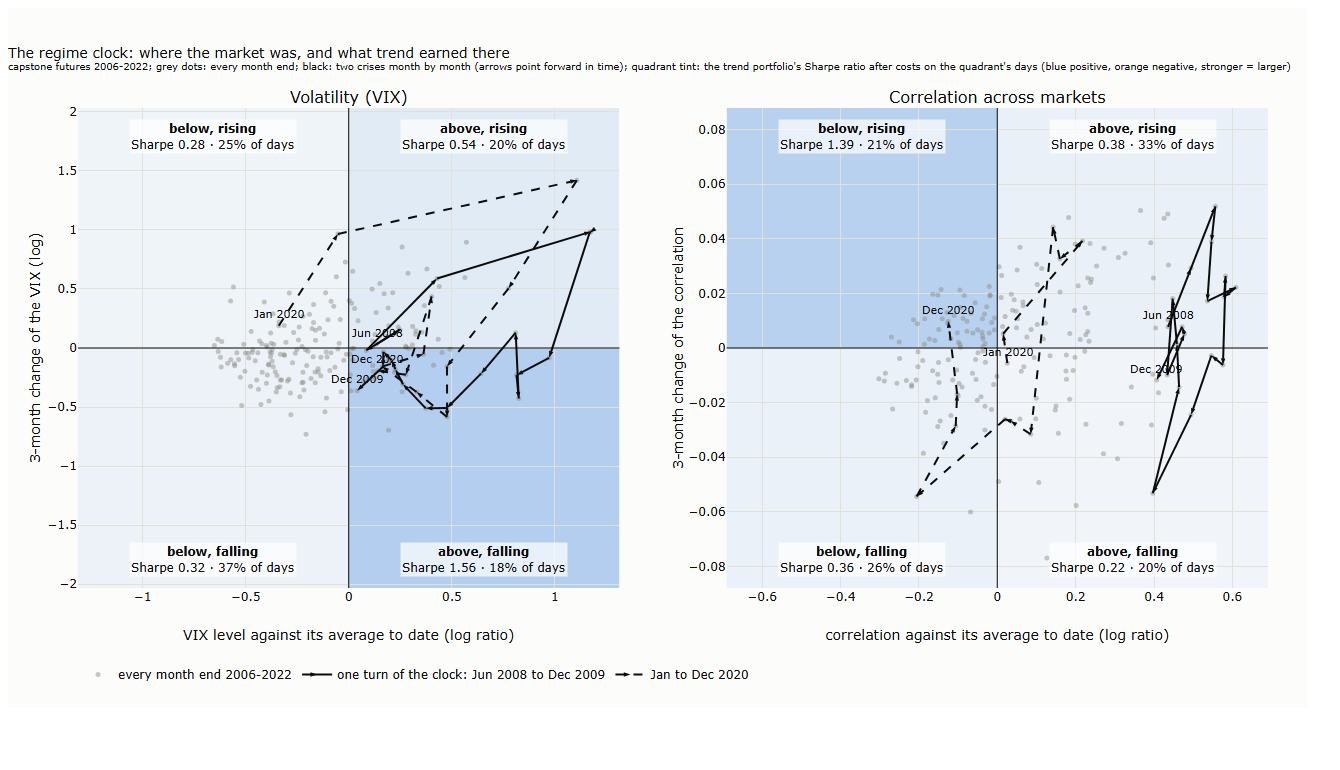 The regime clock: where the market was, and what trend earned there
capstone futures 2006-2022; grey dots: every month end; black: two crises month by month (arrows point forward in time); quadrant tint: the trend portfolio's Sharpe ratio after costs on the quadrant's days (blue positive, orange negative, stronger = larger)
Volatility (VIX)
below, rising
Sharpe 0.28 · 25% of days
above, rising
Sharpe 0.54 · 20% of days
2
1.5
1
0.5
0
−0.5
−1
−1.5
−2
3-month change of the VIX (log)
Jan 2020
Jun 2008
Dec 2020
Dec 2009
below, falling
Sharpe 0.32 · 37% of days
above, falling
Sharpe 1.56 · 18% of days
−1
−0.5
0
0.5
1
VIX level against its average to date (log ratio)
Correlation across markets
below, rising
Sharpe 1.39 · 21% of days
above, rising
Sharpe 0.38 · 33% of days
0.08
0.06
0.04
0.02
0
−0.02
−0.04
−0.06
−0.08
3-month change of the correlation
Dec 2020
Jun 2008
Jan 2020
Dec 2009
below, falling
Sharpe 0.36 · 26% of days
above, falling
Sharpe 0.22 · 20% of days
−0.6
−0.4
−0.2
0
0.2
0.4
0.6
correlation against its average to date (log ratio)
every month end 2006-2022
one turn of the clock: Jun 2008 to Dec 2009
Jan to Dec 2020